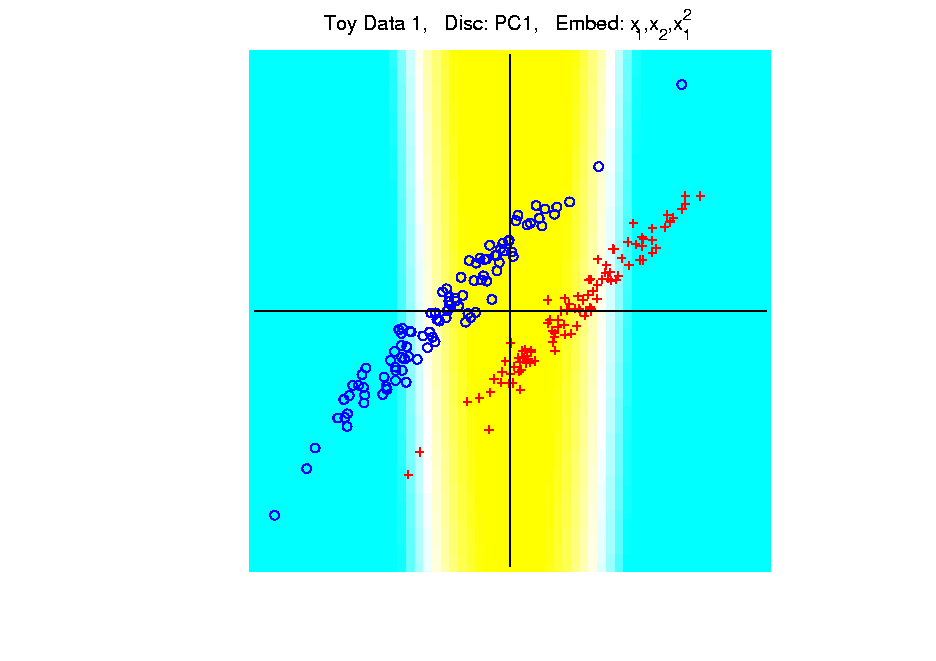 Toy Data 1, Disc: PC1, Embed: x₁,x₂,x₁²